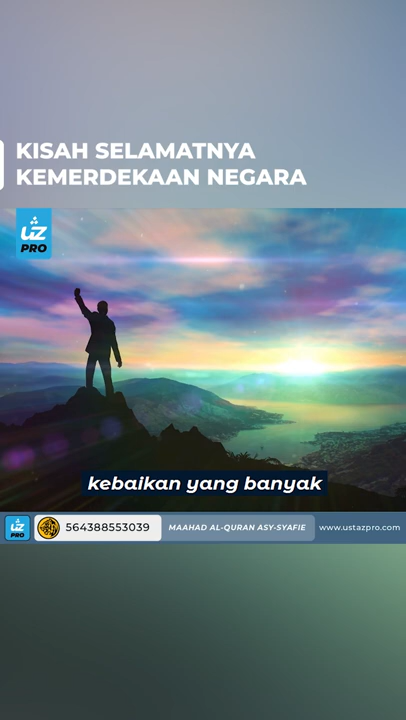 KISAH SELAMATNYA
KEMERDEKAAN NEGARA
UZ
PRO
kebaikan yang banyak
UZ
PRO
564388553039
MAAHAD AL-QURAN ASY-SYAFIE
www.ustazpro.com